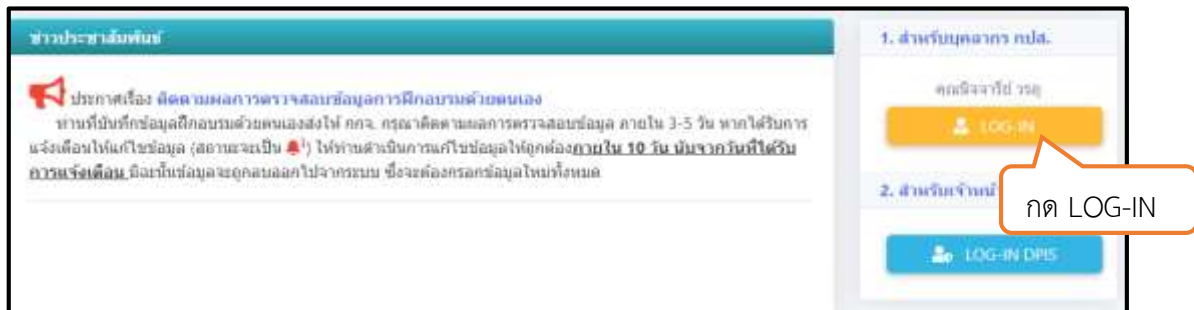 ข่าวประชาสัมพันธ์
ประกาศเรื่อง ติดตามผลการตรวจสอบข้อมูลการฝึกอบรมด้วยตนเอง
ท่านที่บันทึกข้อมูลฝึกอบรมด้วยตนเองส่งให้ กกจ. กรุณาติดตามผลการตรวจสอบข้อมูล ภายใน 3-5 วัน หากได้รับการ
แจ้งเตือนให้แก้ไขข้อมูล (สถานะจะเป็น ) ให้ท่านดำเนินการแก้ไขข้อมูลให้ถูกต้องภายใน 10 วัน นับจากวันที่ได้รับ
การแจ้งเตือน มิฉะนั้นข้อมูลจะถูกลบออกไปจากระบบ ซึ่งจะต้องกรอกข้อมูลใหม่ทั้งหมด
1. สำหรับบุคลากร กปส.
LOG-IN
2. สำหรับเจ้าหน้
กด LOG-IN
LOG-IN DPIS